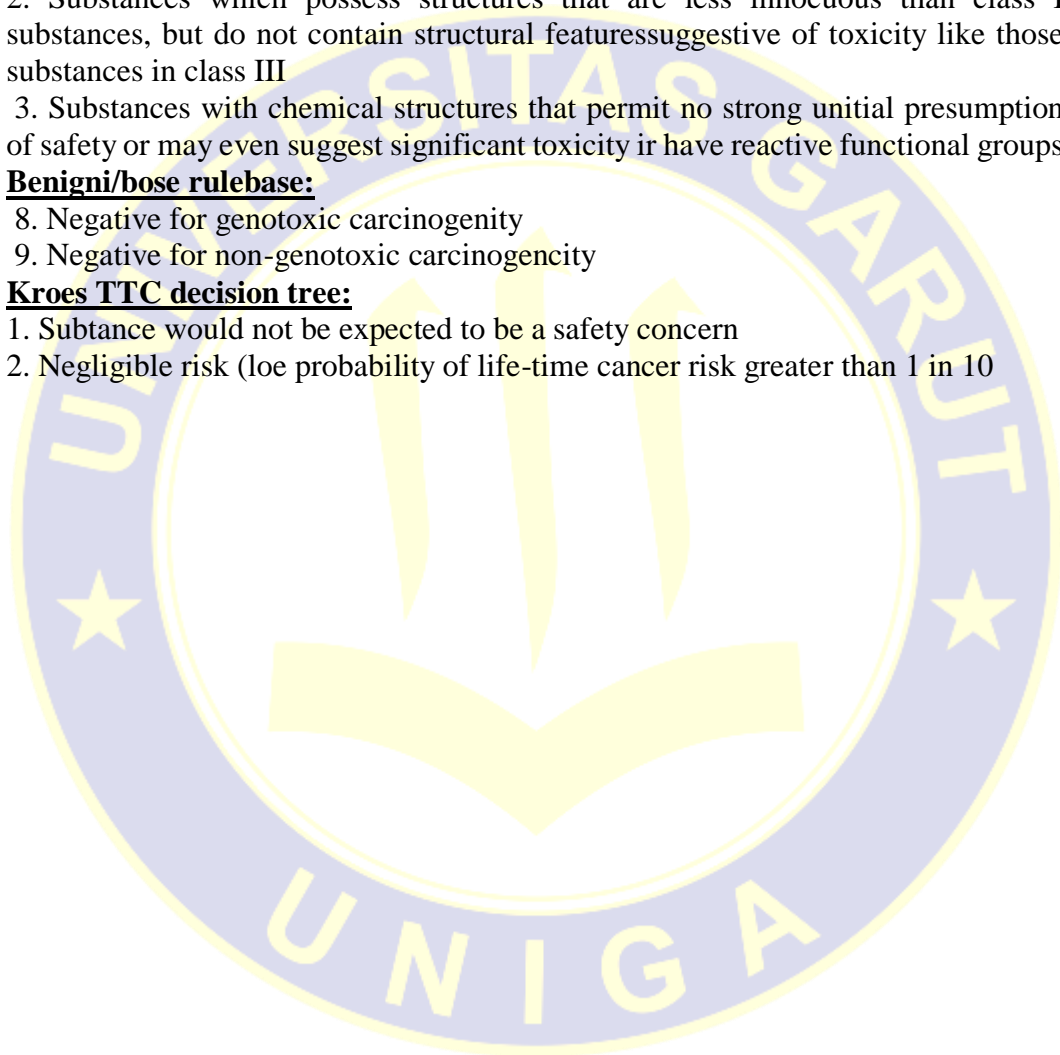 2. Substances which possess structures that are less innocuous than class I
substances, but do not contain structural featuressuggestive of toxicity like those
substances in class III
3. Substances with chemical structures that permit no strong unitial presumption
of safety or may even suggest significant toxicity ir have reactive functional groups
Benigni/bose rulebase:
8. Negative for genotoxic carcinogenity
9. Negative for non-genotoxic carcinogencity
Kroes TTC decision tree:
1. Subtance would not be expected to be a safety concern
2. Negligible risk (loe probability of life-time cancer risk greater than 1 in 10
UNIVERSITAS GARUT
UNIGA